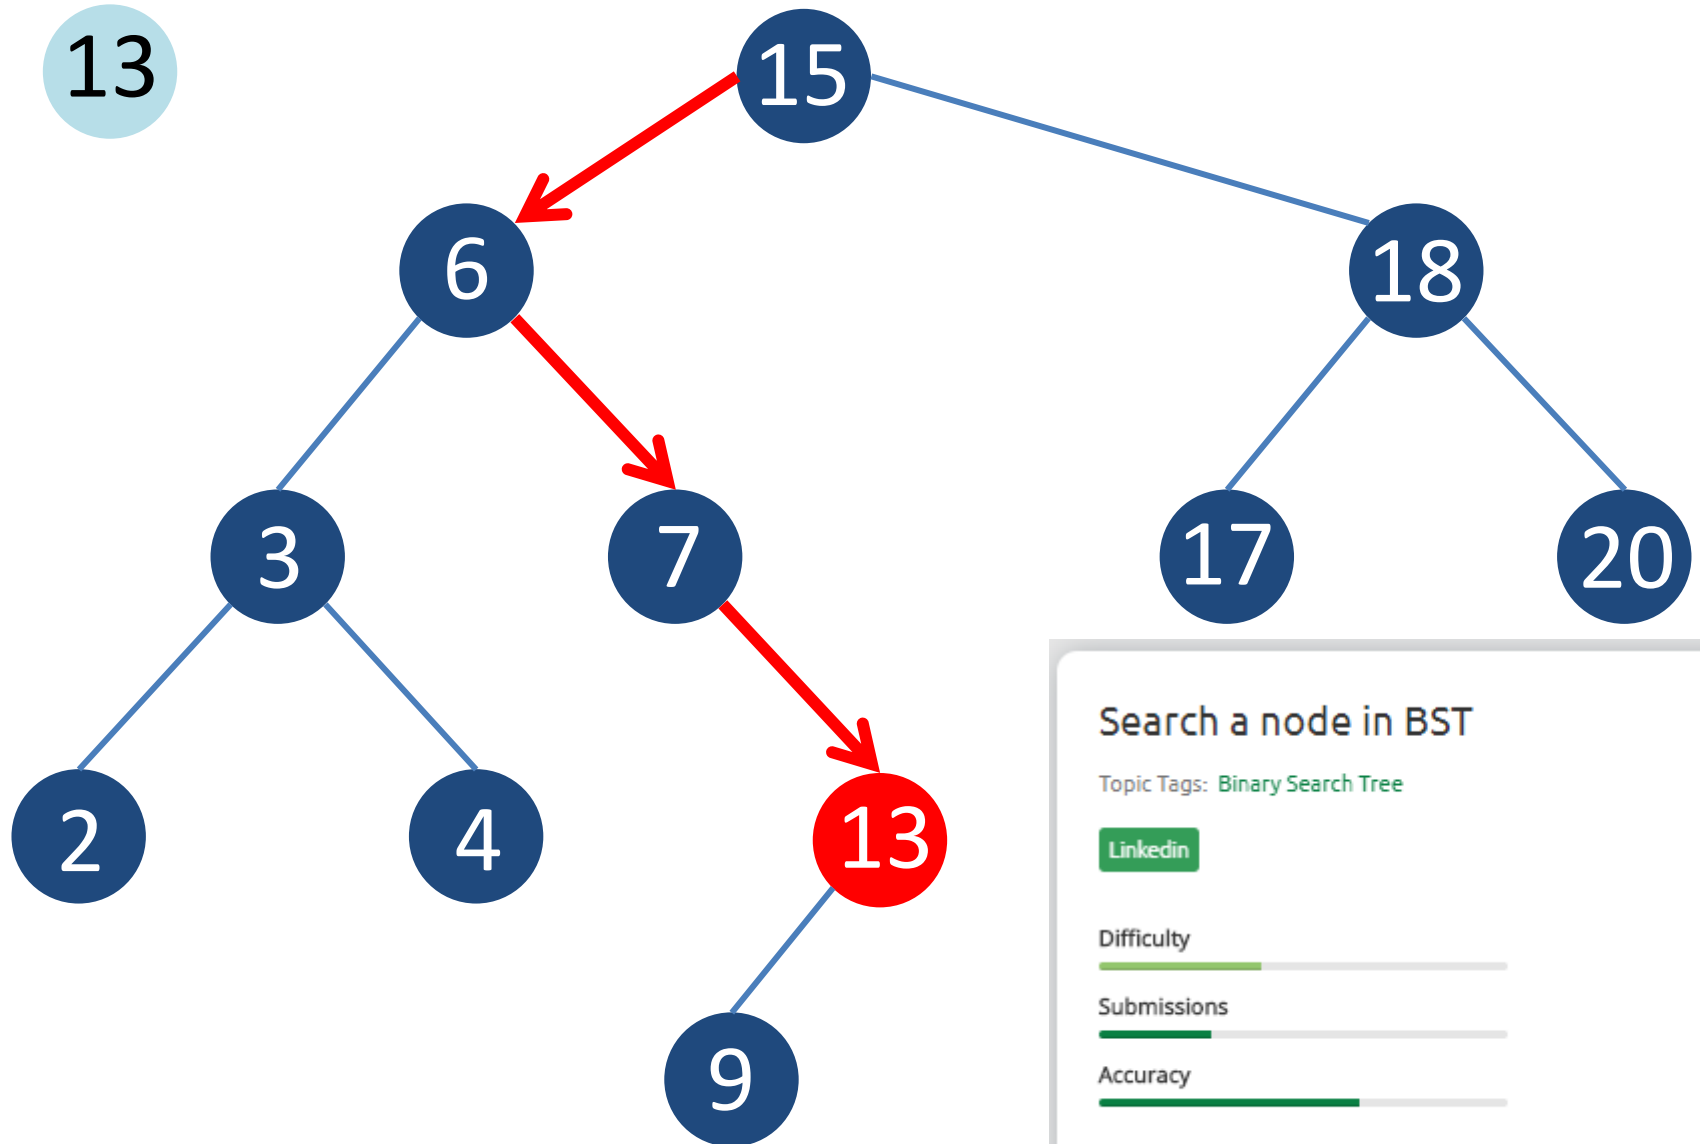 13
15
6
18
3
7
17
20
2
4
13
9
Search a node in BST
Topic Tags: Binary Search Tree
Linkedin
Difficulty
Submissions
Accuracy